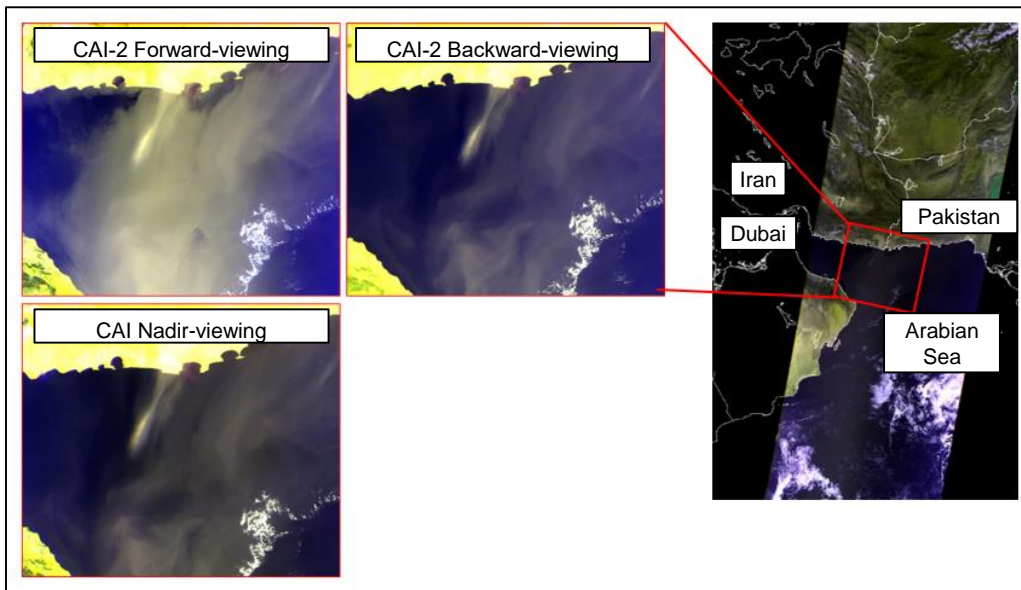 CAI-2 Forward-viewing
CAI-2 Backward-viewing
CAI Nadir-viewing
Iran
Dubai
Pakistan
Arabian
Sea